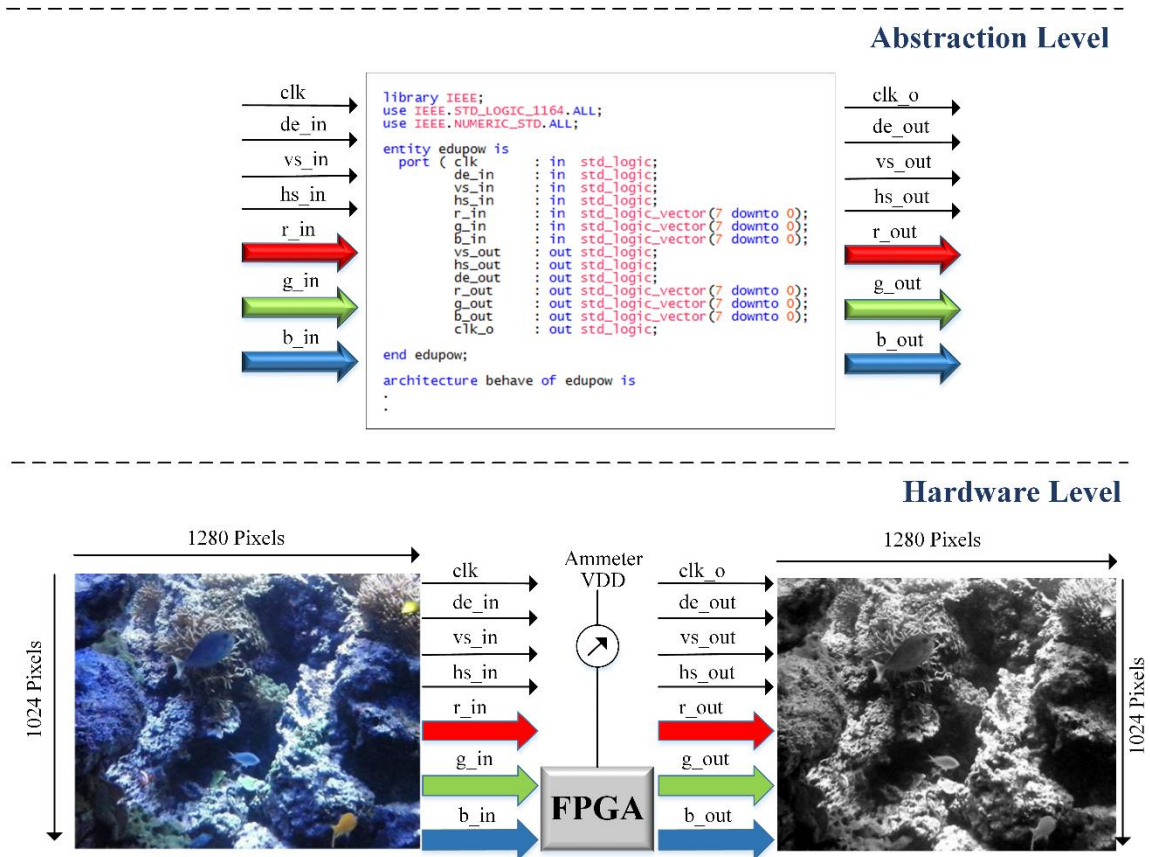 Abstraction Level
clk
de_in
vs_in
hs_in
r_in
g_in
b_in
library IEEE;
use IEEE.STD_LOGIC_1164.ALL;
use IEEE.NUMERIC_STD.ALL;
entity edupow is
port ( clk : in std_logic;
de_in : in std_logic;
vs_in : in std_logic;
hs_in : in std_logic;
r_in : in std_logic_vector(7 downto 0);
g_in : in std_logic_vector(7 downto 0);
b_in : in std_logic_vector(7 downto 0);
vs_out : out std_logic;
hs_out : out std_logic;
de_out : out std_logic;
r_out : out std_logic_vector(7 downto 0);
g_out : out std_logic_vector(7 downto 0);
b_out : out std_logic_vector(7 downto 0);
clk_o : out std_logic;
end edupow;
architecture behave of edupow is
.
.
clk_o
de_out
vs_out
hs_out
r_out
g_out
b_out
Hardware Level
1280 Pixels
1024 Pixels
clk
de_in
vs_in
hs_in
r_in
g_in
b_in
Ammeter
VDD
FPGA
clk_o
de_out
vs_out
hs_out
r_out
g_out
b_out
1280 Pixels
1024 Pixels